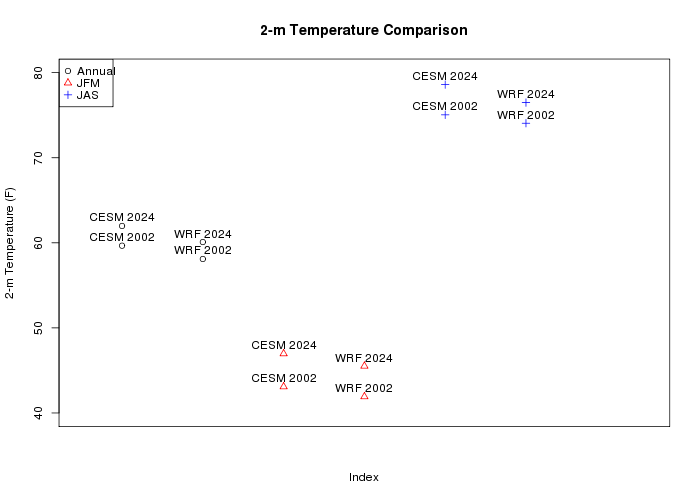 2-m Temperature Comparison
Annual
JFM
JAS
CESM 2024
CESM 2002
WRF 2024
WRF 2002
CESM 2024
CESM 2002
WRF 2024
WRF 2002
CESM 2024
CESM 2002
WRF 2024
WRF 2002
80
70
60
50
40
2-m Temperature (F)
Index